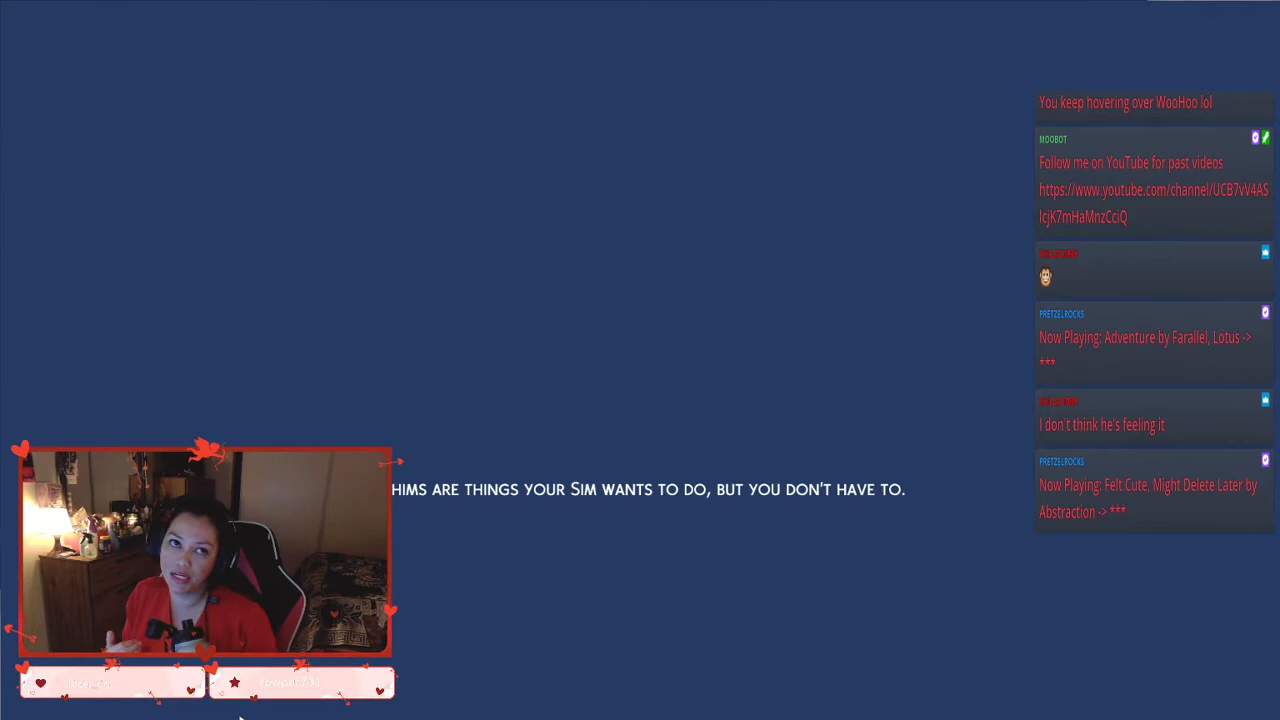 You keep hovering over WooHoo lol
MOOBOT
Follow me on YouTube for past videos
https://www.youtube.com/channel/UCB7vV4AS
lcjK7mHaMnzCciQ
PRETZELROCKS
Now Playing: Adventure by Farallel, Lotus ->
***
I don't think he's feeling it
PRETZELROCKS
Now Playing: Felt Cute, Might Delete Later by
Abstraction -> ***
HIMS ARE THINGS YOUR SIM WANTS TO DO, BUT YOU DON'T HAVE TO.